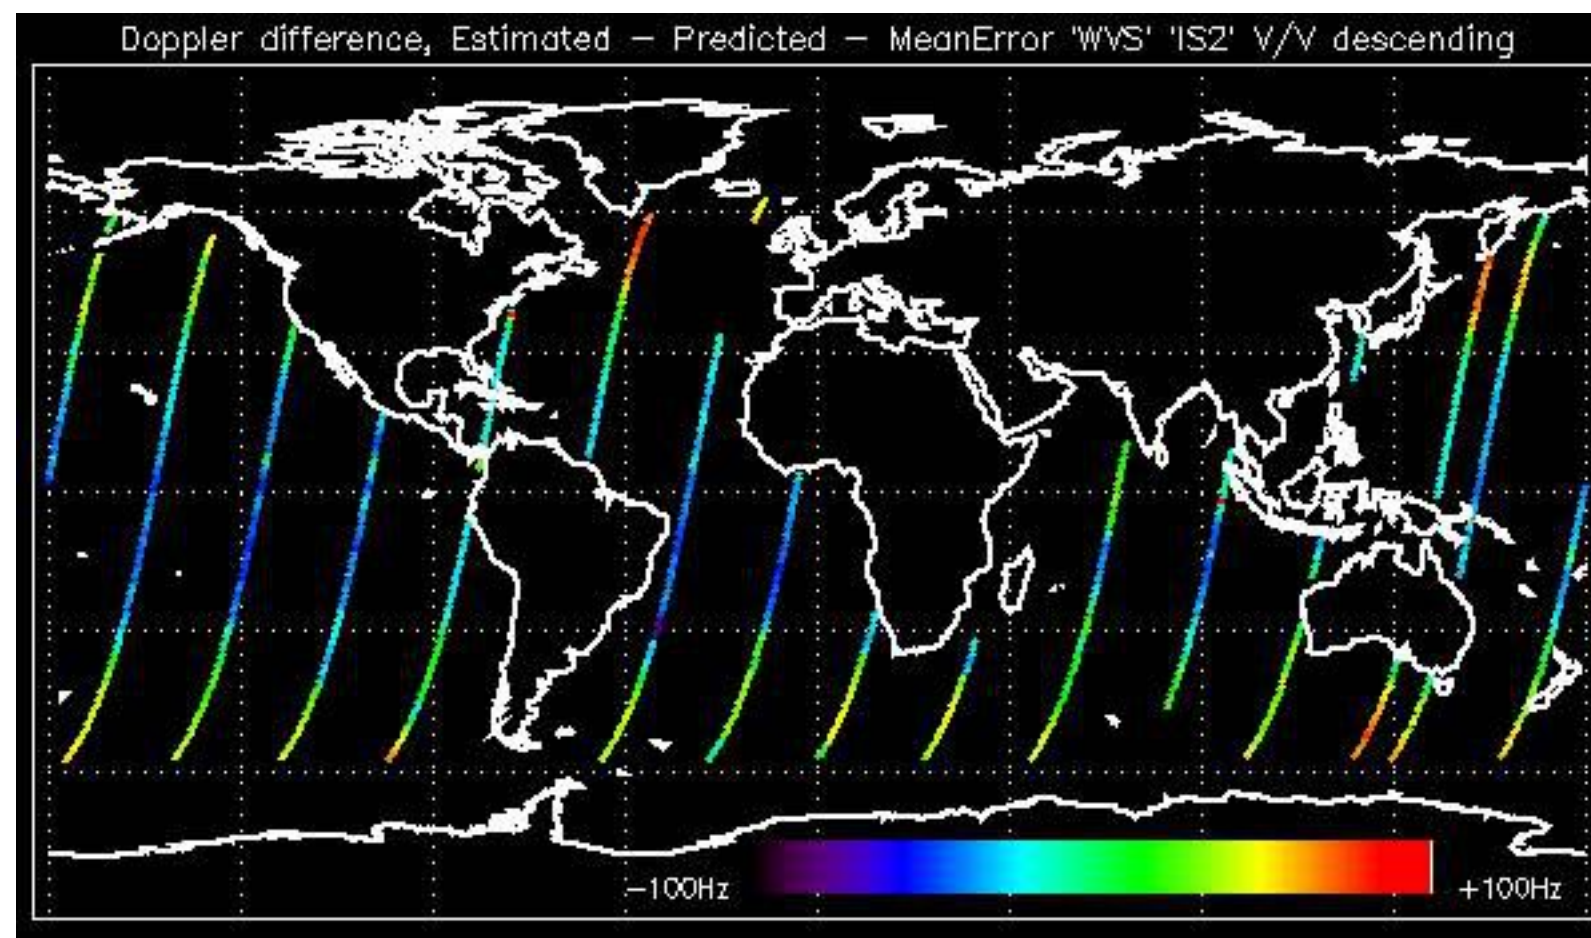 Doppler difference, Estimated − Predicted − MeanError 'WVS' 'IS2' V/V descending
−100Hz +100Hz